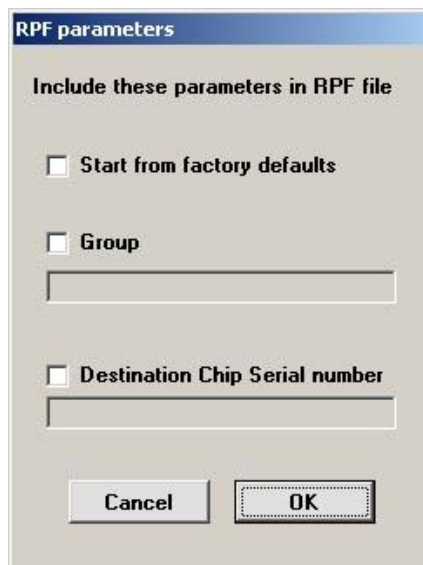 RPF parameters
Include these parameters in RPF file
Start from factory defaults
Group
Destination Chip Serial number
Cancel OK